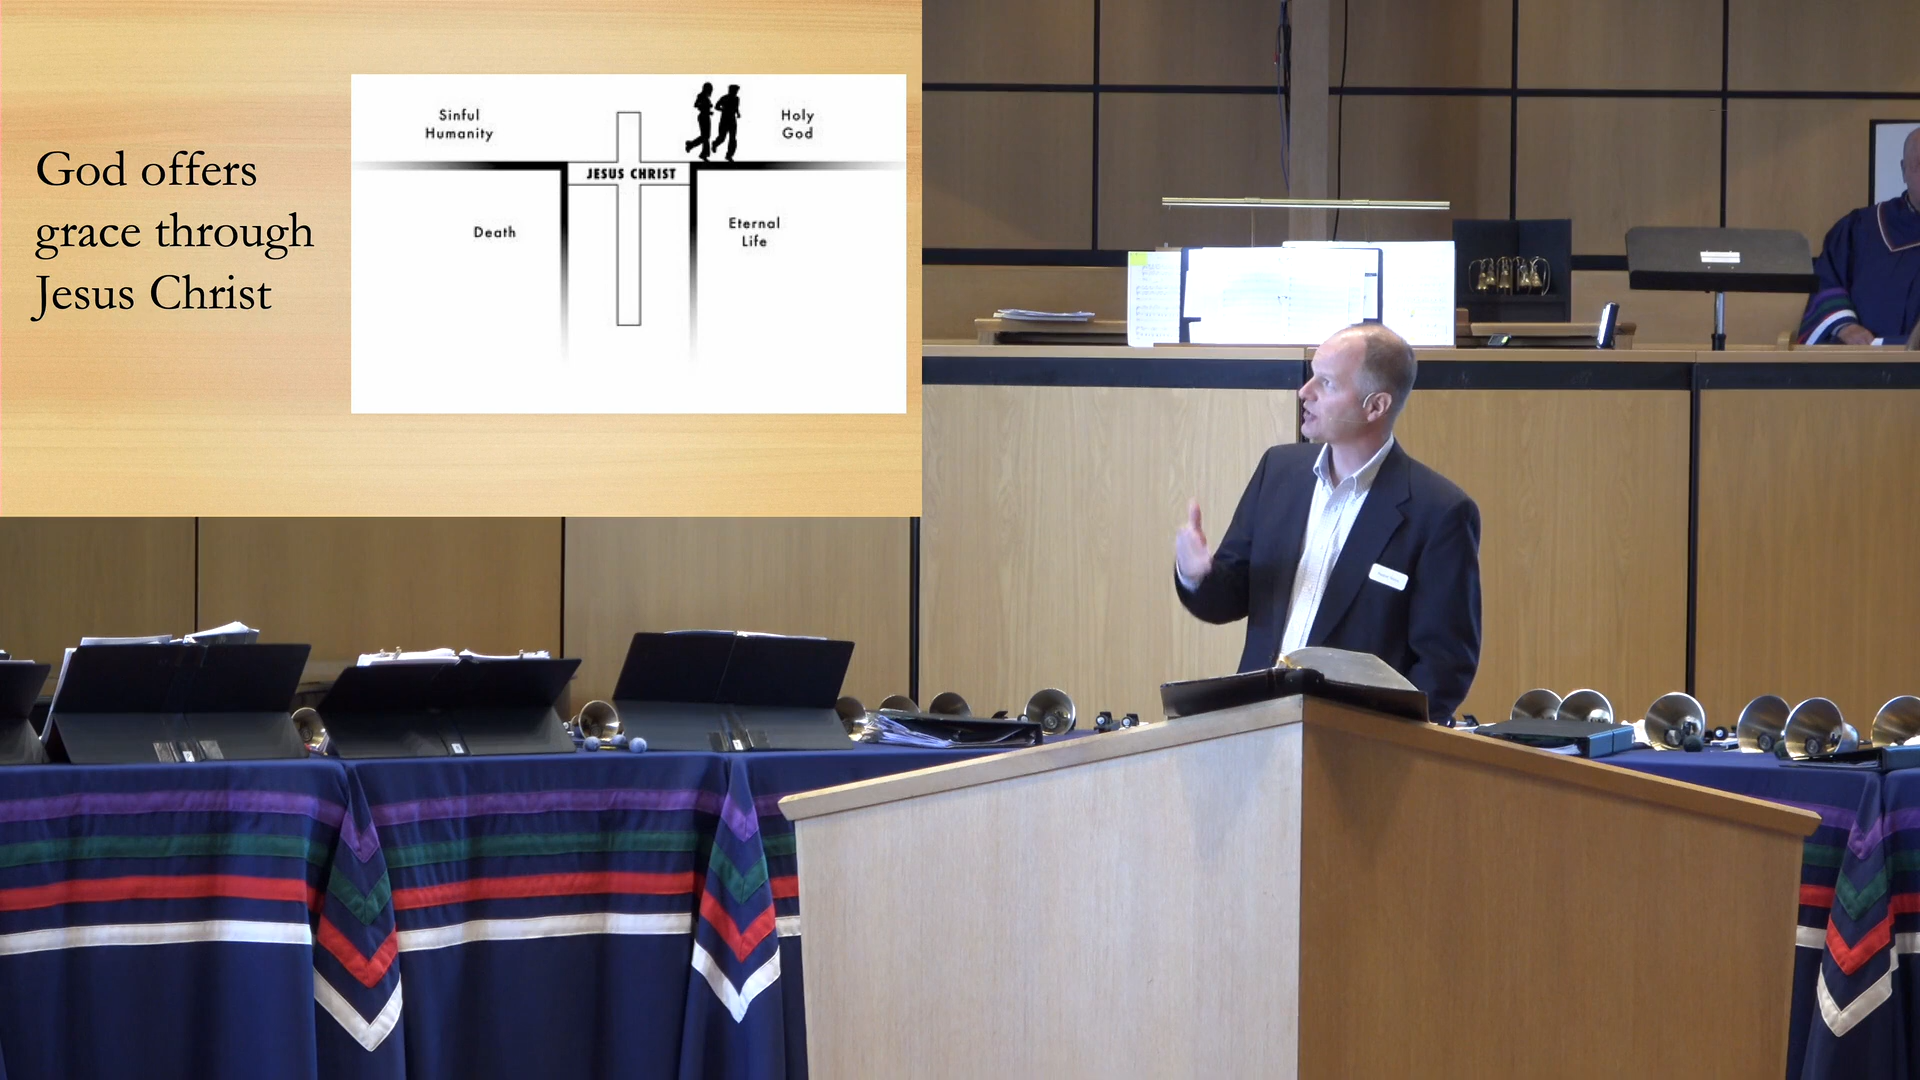 God offers
grace through
Jesus Christ
Sinful
Humanity
Holy
God
JESUS CHRIST
Death
Eternal
Life